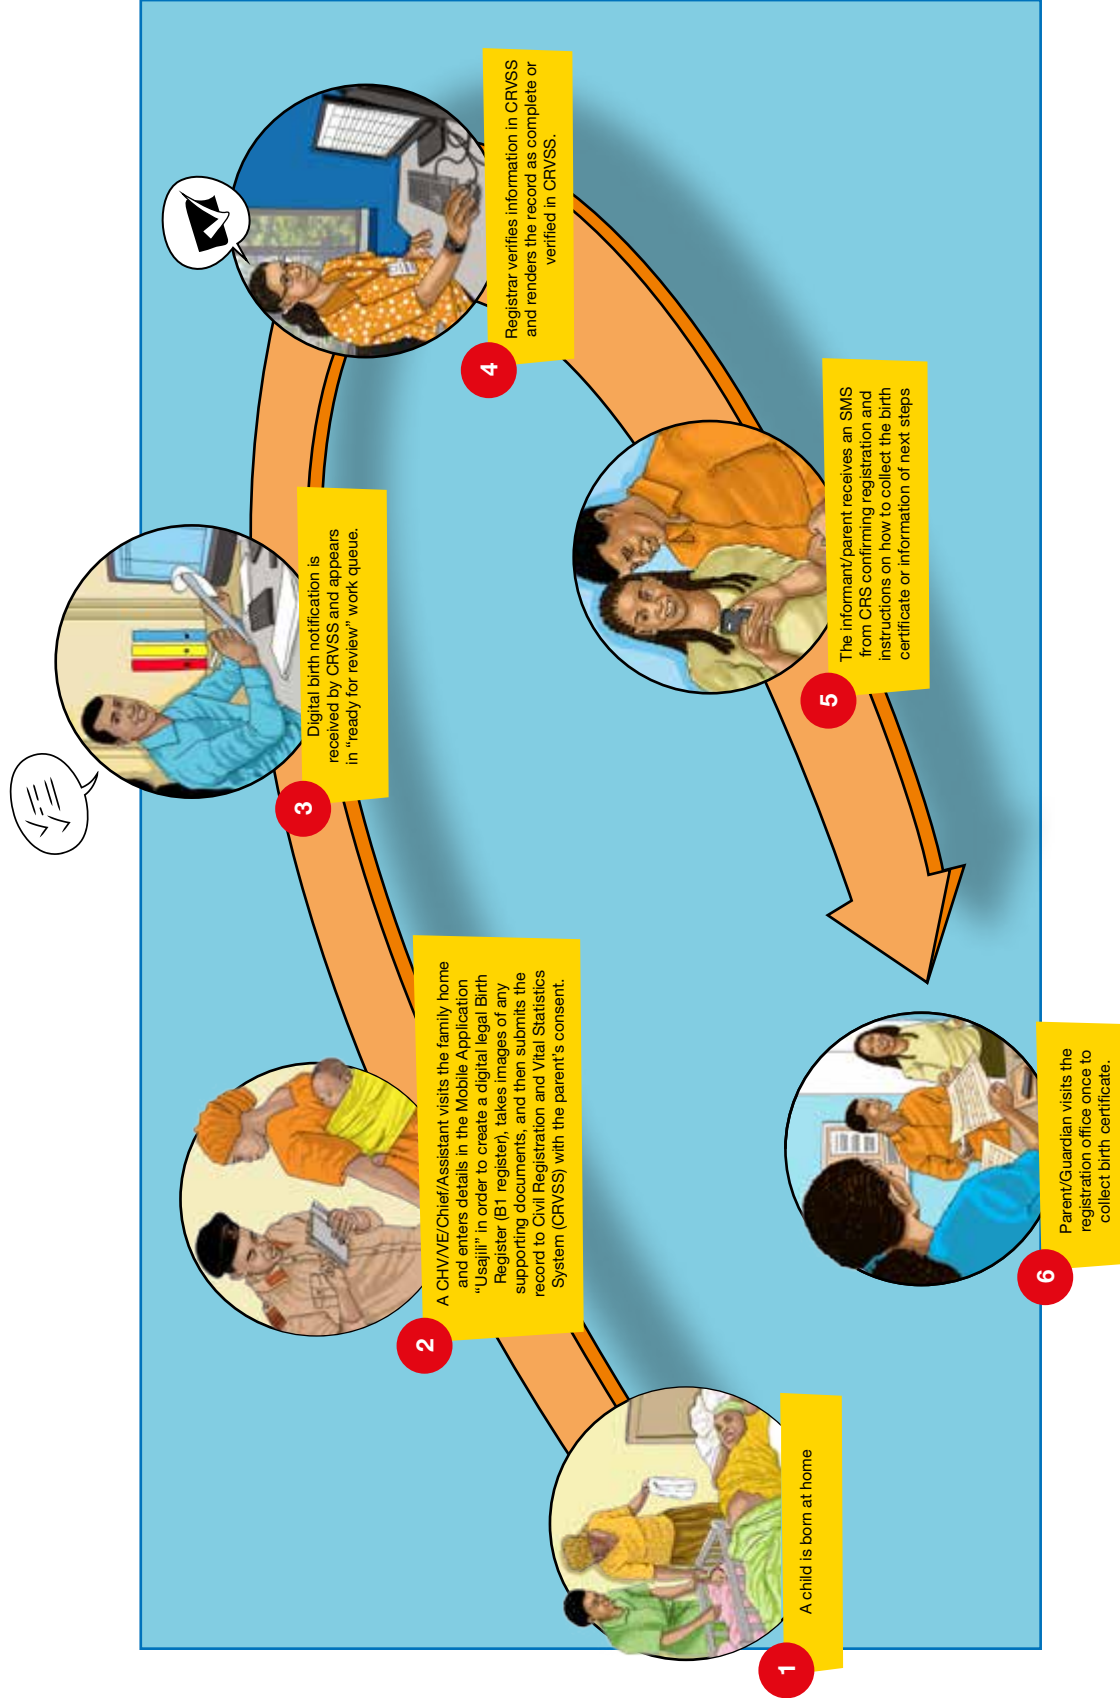 1
A child is born at home
2
A CHV/VE/Chief/Assistant visits the family home
and enters details in the Mobile Application
“Usajili” in order to create a digital legal Birth
Register (B1 register), takes images of any
supporting documents, and then submits the
record to Civil Registration and Vital Statistics
System (CRVSS) with the parent’s consent.
3
Digital birth notification is
received by CRVSS and appears
in “ready for review” work queue.
4
Registrar verifies information in CRVSS
and renders the record as complete or
verified in CRVSS.
5
The informant/parent receives an SMS
from CRS confirming registration and
instructions on how to collect the birth
certificate or information of next steps
6
Parent/Guardian visits the
registration office once to
collect birth certificate.